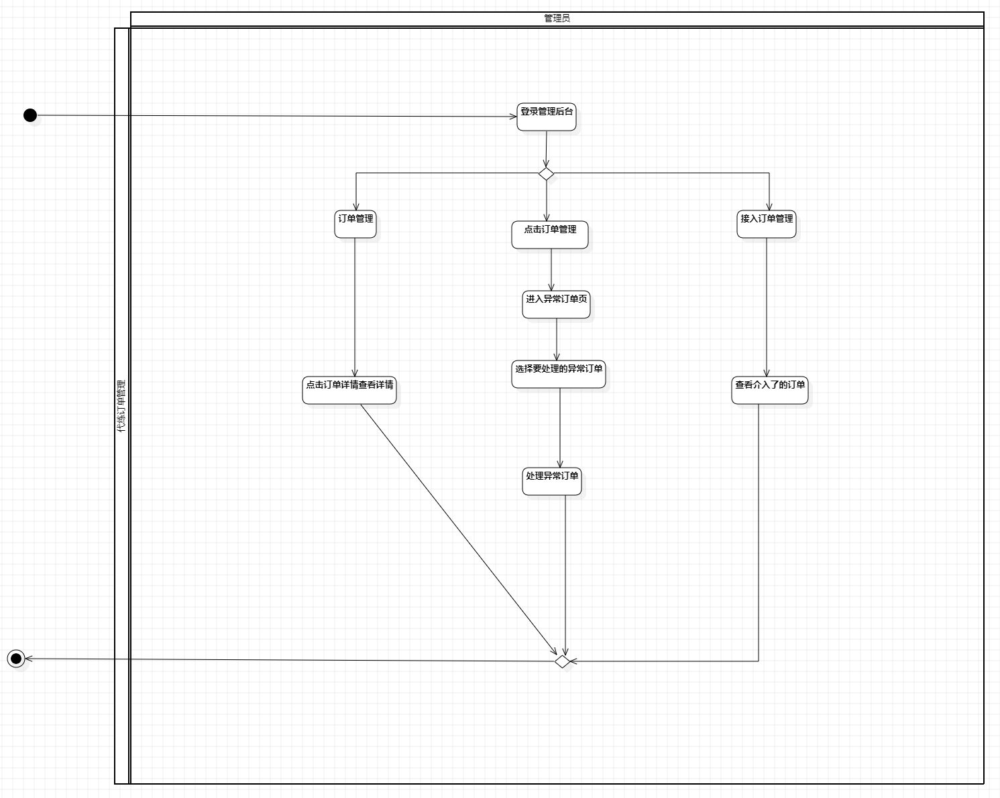 管理员
登录管理后台
订单管理
点击订单管理
接入订单管理
进入异常订单页
选择要处理的异常订单
点击订单详情查看详情
查看介入了的订单
代练订单管理
处理异常订单